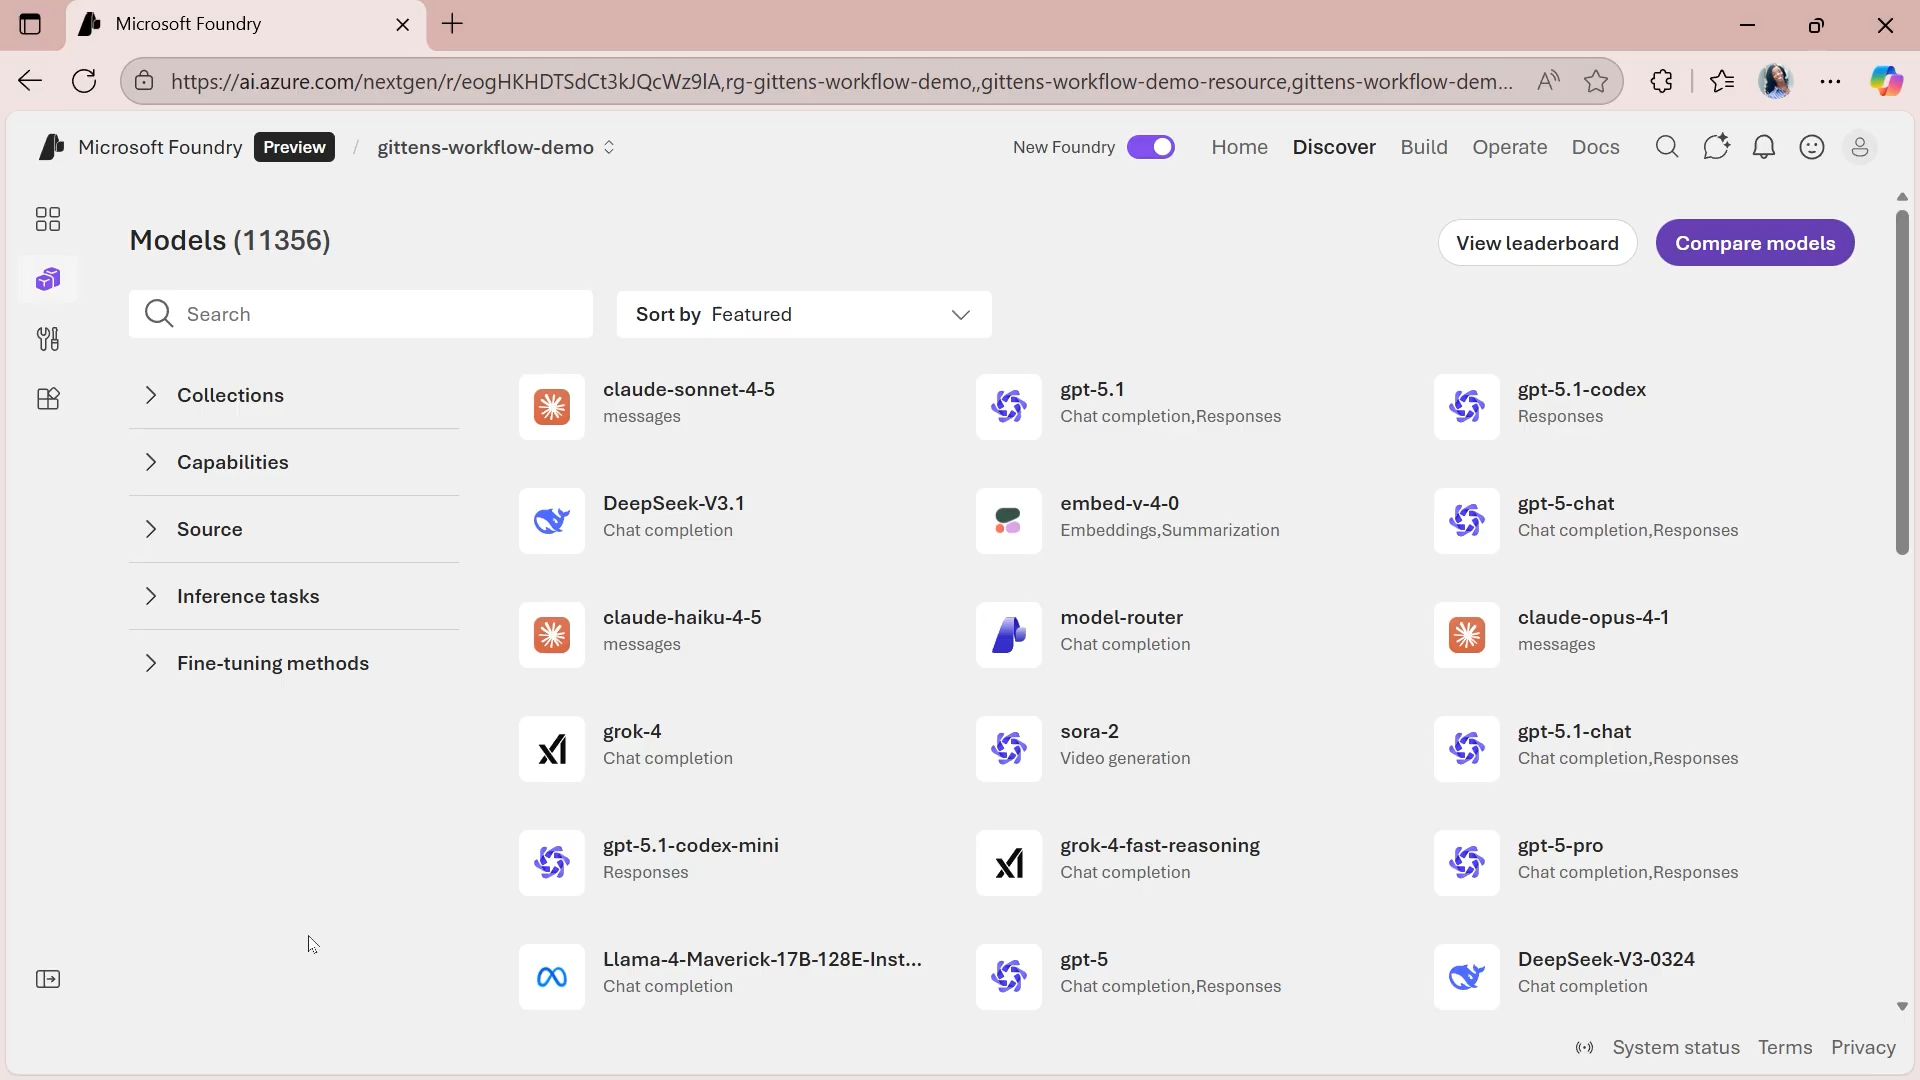 Microsoft Foundry
https://ai.azure.com/nextgen/r/eogHKHDTSdCt3kJQcWz9lA,rg-gittens-workflow-demo,,gittens-workflow-demo-resource,gittens-workflow-dem...
Microsoft Foundry Preview / gittens-workflow-demo
New Foundry Home Discover Build Operate Docs
Models (11356)
View leaderboard Compare models
Search
Sort by Featured
Collections
Capabilities
Source
Inference tasks
Fine-tuning methods
claude-sonnet-4-5
messages
gpt-5.1
Chat completion,Responses
gpt-5.1-codex
Responses
DeepSeek-V3.1
Chat completion
embed-v-4-0
Embeddings,Summarization
gpt-5-chat
Chat completion,Responses
claude-haiku-4-5
messages
model-router
Chat completion
claude-opus-4-1
messages
grok-4
Chat completion
sora-2
Video generation
gpt-5.1-chat
Chat completion,Responses
gpt-5.1-codex-mini
Responses
grok-4-fast-reasoning
Chat completion
gpt-5-pro
Chat completion,Responses
Llama-4-Maverick-17B-128E-Inst...
Chat completion
gpt-5
Chat completion,Responses
DeepSeek-V3-0324
Chat completion
System status Terms Privacy